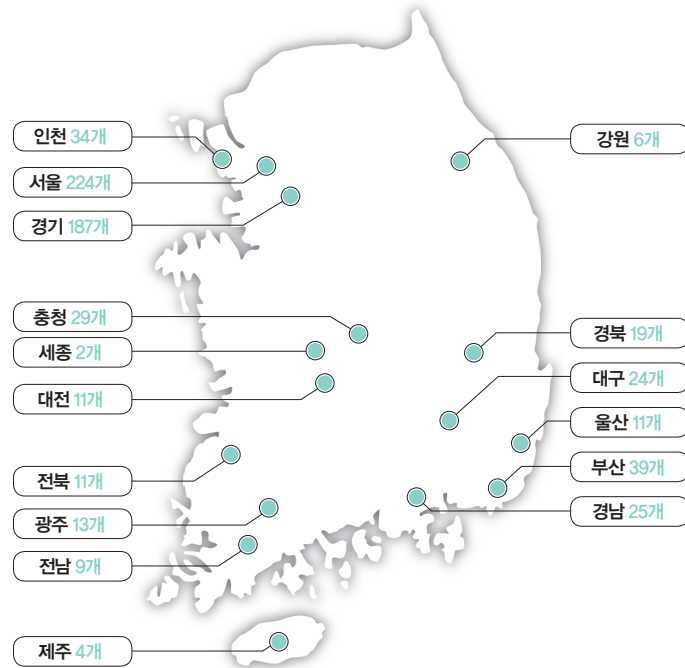 인천 34개
서울 224개
경기 187개
충청 29개
세종 2개
대전 11개
전북 11개
광주 13개
전남 9개
제주 4개
강원 6개
경북 19개
대구 24개
울산 11개
부산 39개
경남 25개